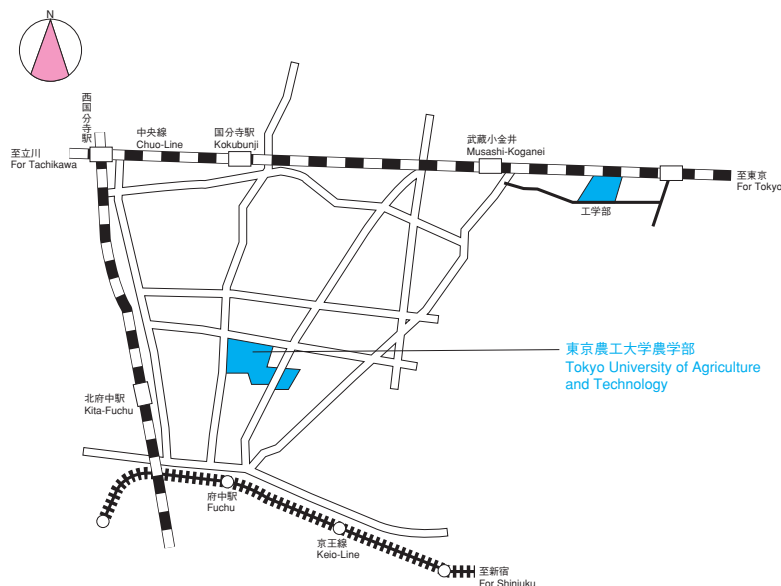 N
西国分寺駅
至立川
For Tachikawa
中央線
Chuo-Line
国分寺駅
Kokubunji
武蔵小金井
Musashi-Koganei
至東京
For Tokyo
工学部
東京農工大学農学部
Tokyo University of Agriculture
and Technology
北府中駅
Kita-Fuchu
府中駅
Fuchu
京王線
Keio-Line
至新宿
For Shinjuku